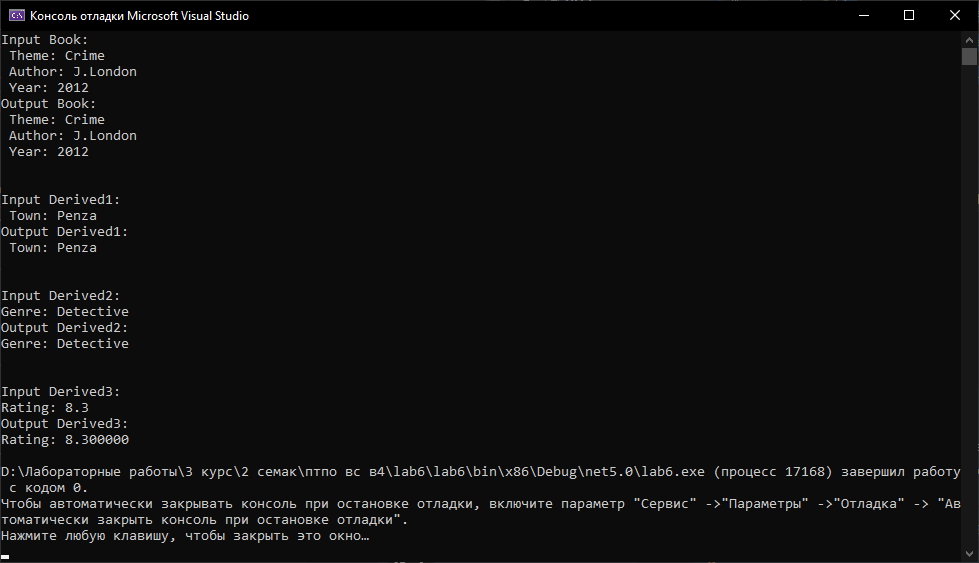 Консоль отладки Microsoft Visual Studio
Input Book:
Theme: Crime
Author: J.London
Year: 2012
Output Book:
Theme: Crime
Author: J.London
Year: 2012
Input Derived1:
Town: Penza
Output Derived1:
Town: Penza
Input Derived2:
Genre: Detective
Output Derived2:
Genre: Detective
Input Derived3:
Rating: 8.3
Output Derived3:
Rating: 8.300000
D:\Лабораторные работы\3 курс\2 семак\птпо вс в4\lab6\lab6\bin\x86\Debug\net5.0\lab6.exe (процесс 17168) завершил работу
с кодом 0.
Чтобы автоматически закрывать консоль при остановке отладки, включите параметр "Сервис" ->"Параметры" ->"Отладка" -> "Ав
томатически закрыть консоль при остановке отладки".
Нажмите любую клавишу, чтобы закрыть это окно…